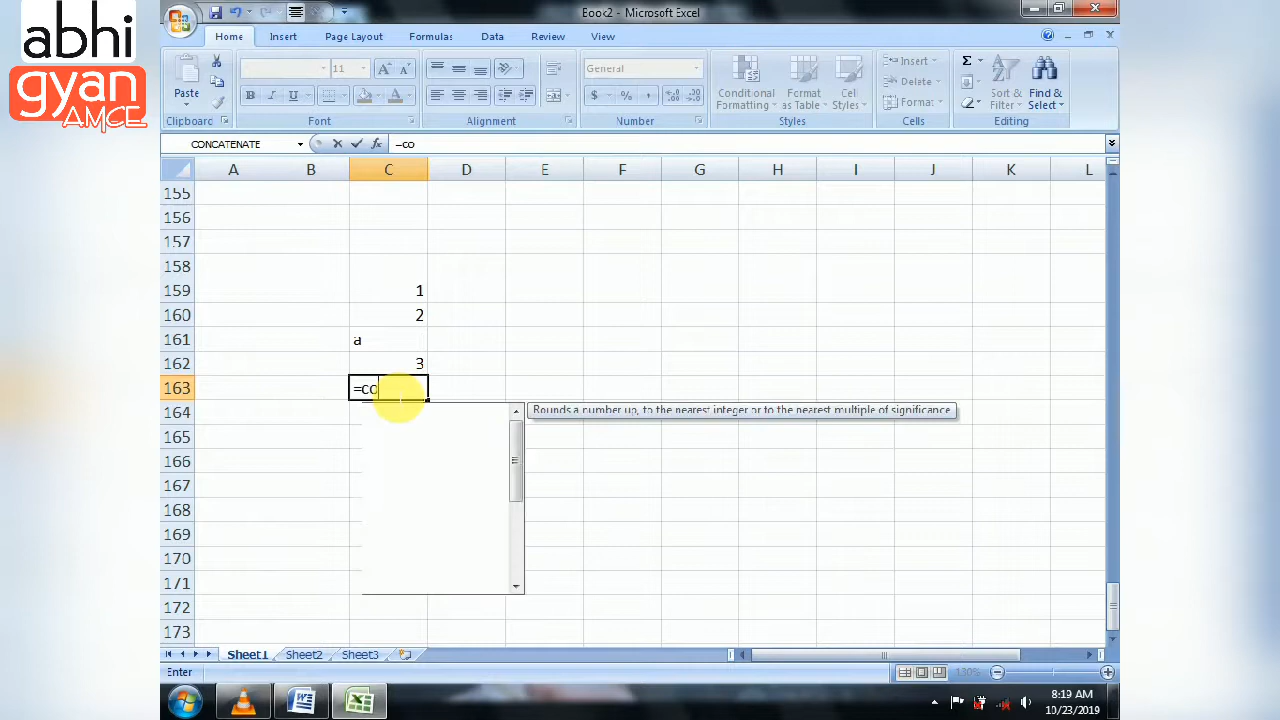 abhi
gyan
AMCE
Book2 - Microsoft Excel
Home Insert Page Layout Formulas Data Review View
Paste
Clipboard
11
B I U
Font
Alignment
General
$ % ,
Number
Conditional Formatting
Format Table
Cell Styles
Styles
Insert
Delete
Format
Cells
Σ
Sort & Filter
Find & Select
Editing
CONCATENATE
=co
A B C D E F G H I J K L
155
156
157
158
159 1
160 2
161 a
162 3
163 =co
164
Rounds a number up, to the nearest integer or to the nearest multiple of significance
165
166
167
168
169
170
171
172
173
Sheet1 Sheet2 Sheet3
Enter
130%
8:19 AM
10/23/2019